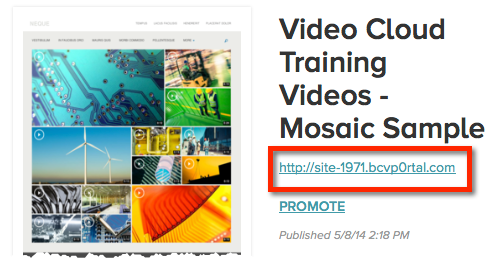 Video Cloud
Training
Videos -
Mosaic Sample
http://site-1971.bcvp0rtal.com
PROMOTE
Published 5/8/14 2:18 PM